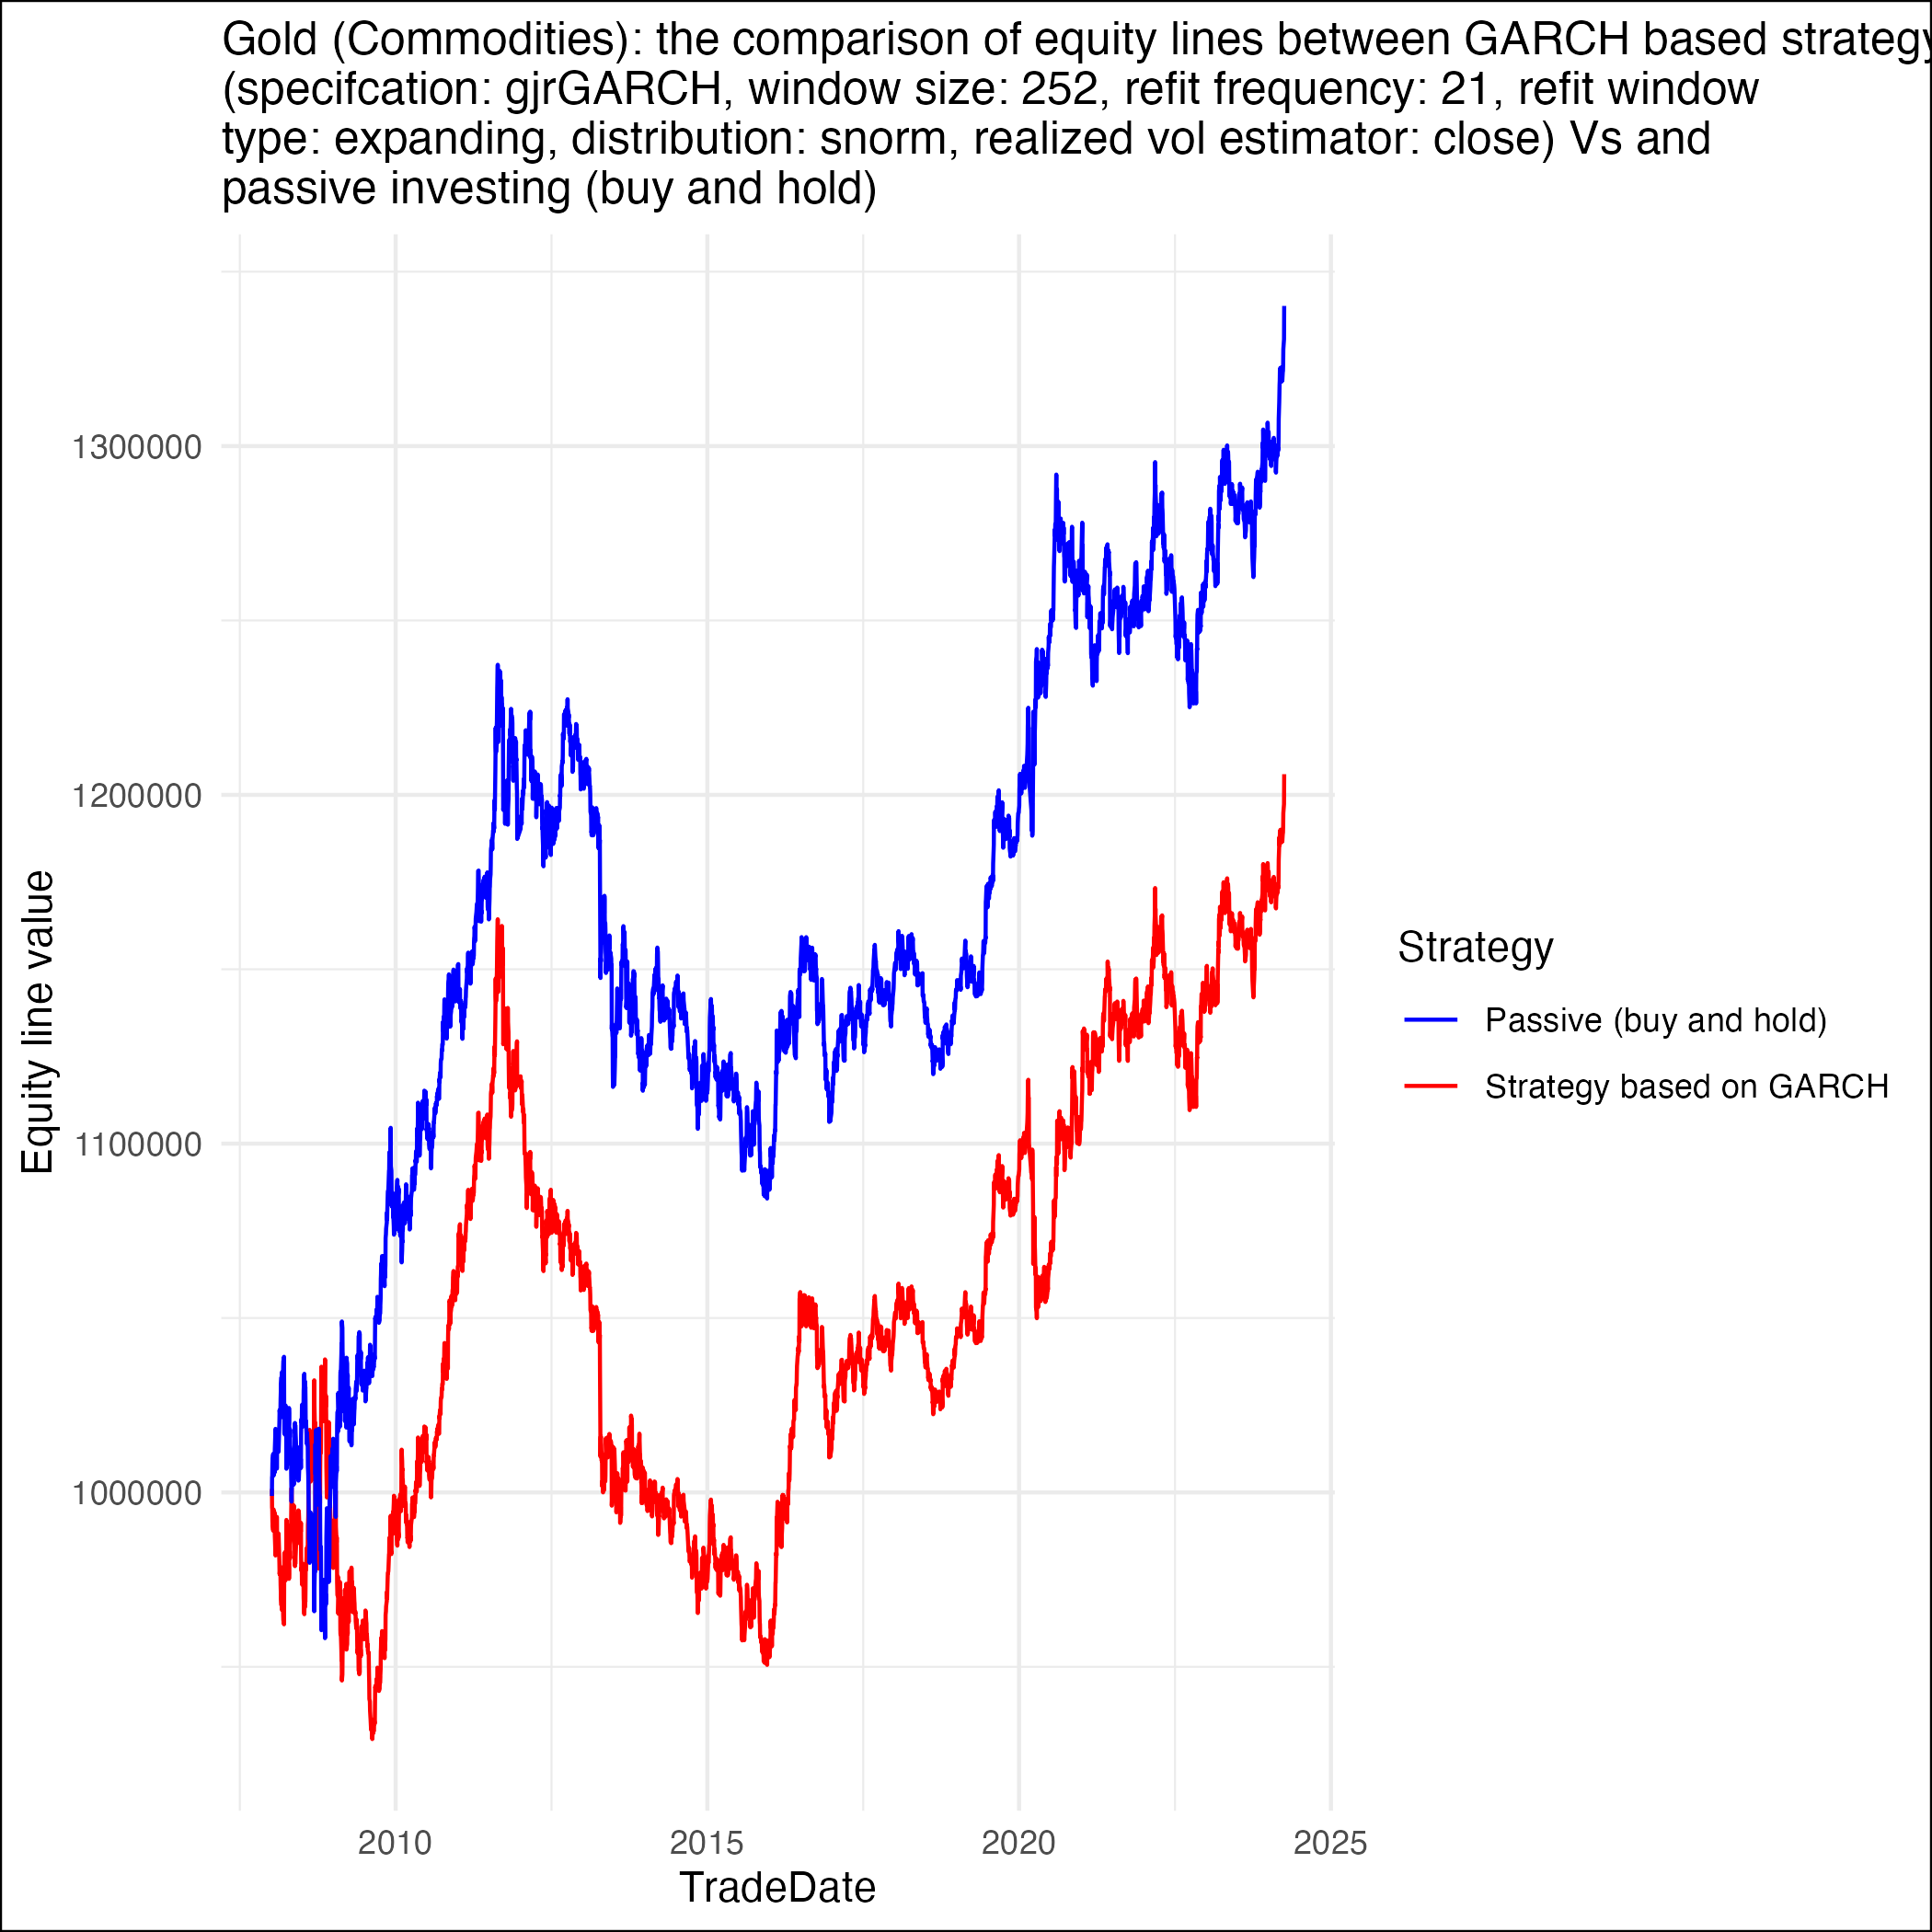 Gold (Commodities): the comparison of equity lines between GARCH based strategy
(specifcation: gjrGARCH, window size: 252, refit frequency: 21, refit window
type: expanding, distribution: snorm, realized vol estimator: close) Vs and
passive investing (buy and hold)
1300000
1200000
1100000
1000000
Equity line value
2010
2015
2020
2025
TradeDate
Strategy
Passive (buy and hold)
Strategy based on GARCH